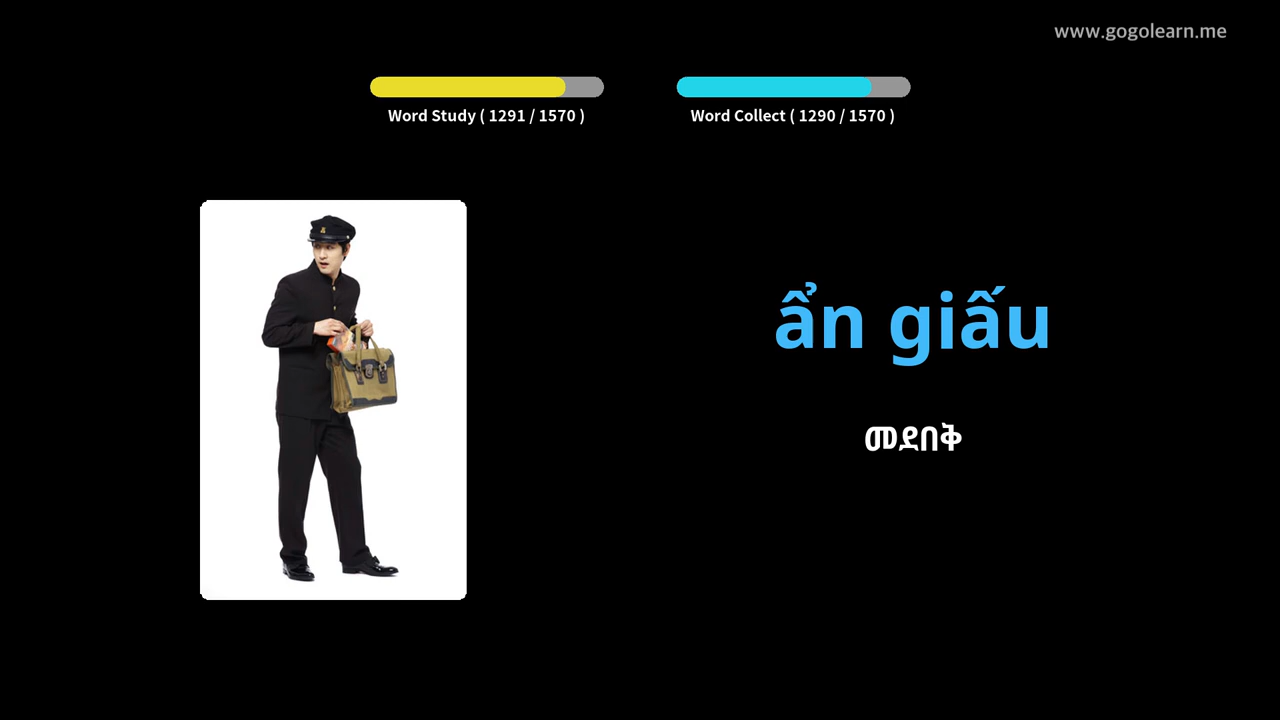 www.gogolearn.me
Word Study ( 1291 / 1570 )
Word Collect ( 1290 / 1570 )
ẩn giấu
መደበቅ